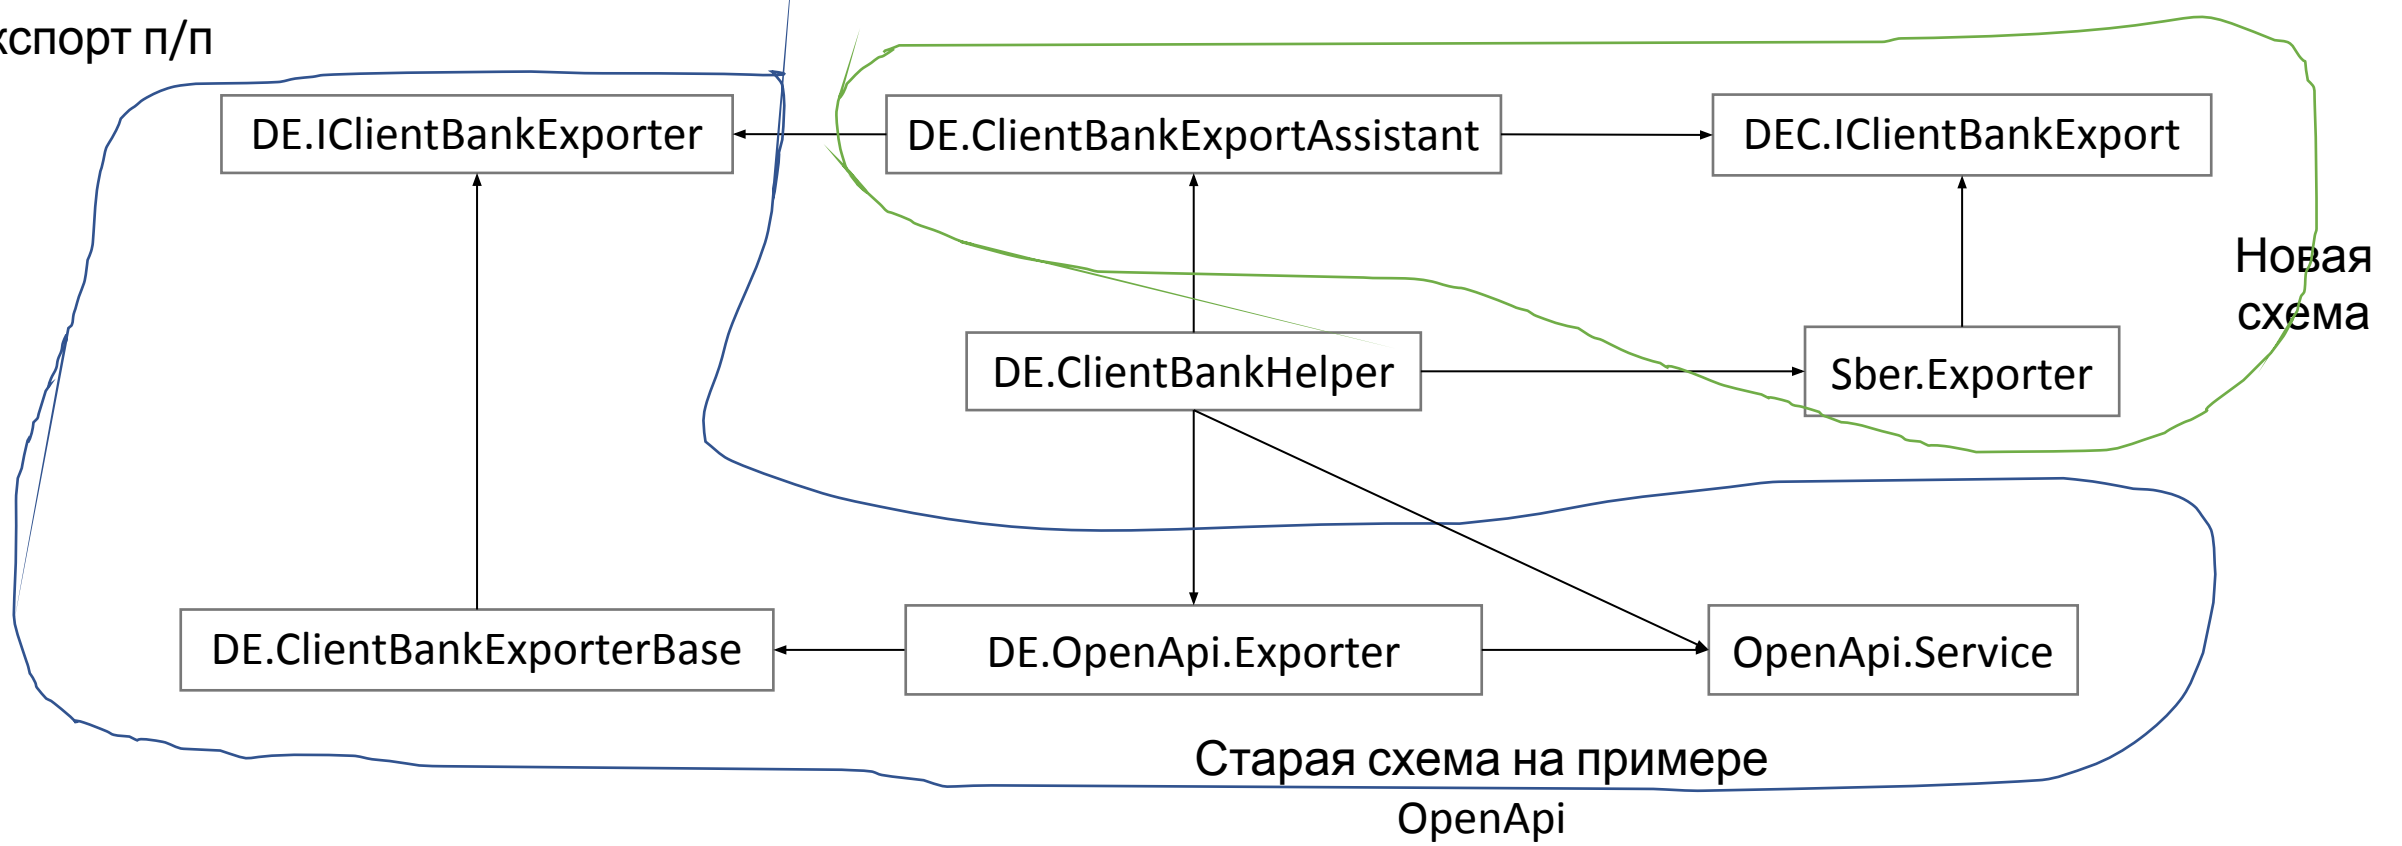 кспорт п/п
DE.IClientBankExporter
DE.ClientBankExportAssistant
DEC.IClientBankExport
Новая
схема
DE.ClientBankHelper
Sber.Exporter
DE.ClientBankExporterBase
DE.OpenApi.Exporter
OpenApi.Service
Старая схема на примере
OpenApi